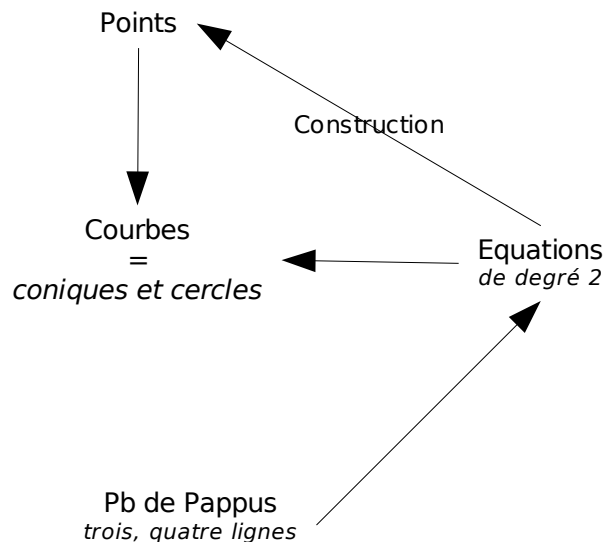 Points
Construction
Courbes
=
coniques et cercles
Equations
de degré 2
Pb de Pappus
trois, quatre lignes